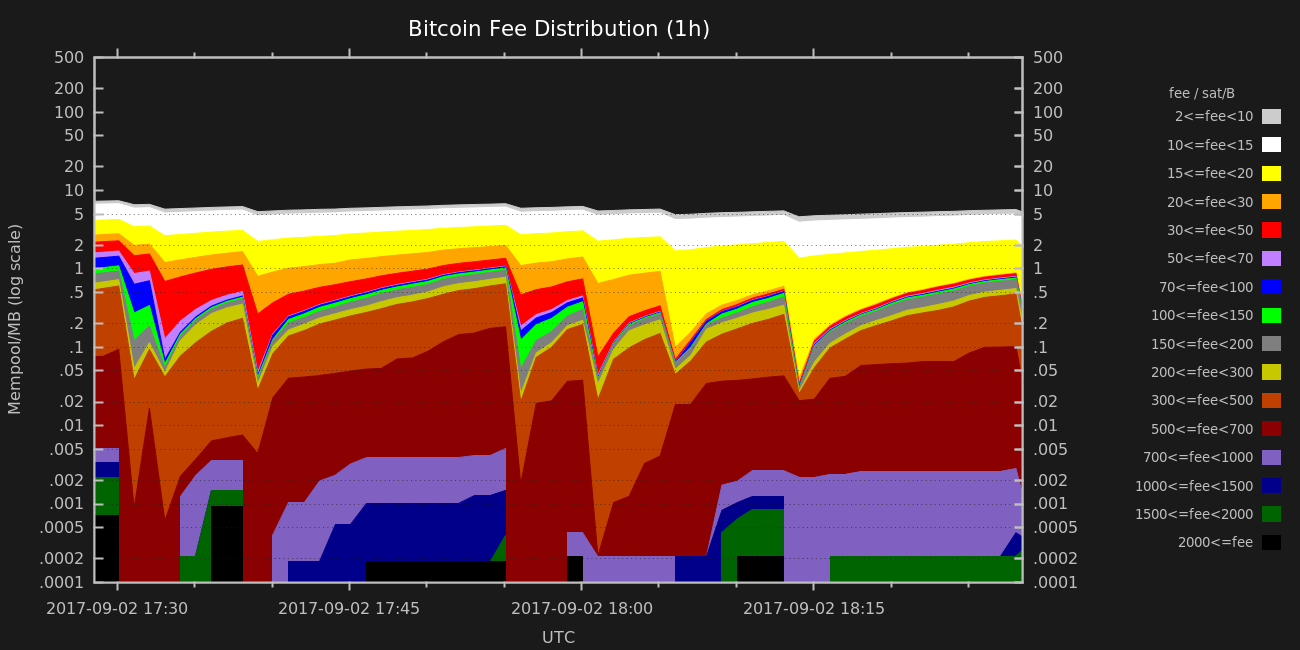 Bitcoin Fee Distribution (1h)
500 500
200 200
100 100
50 50
20 20
10 10
5 5
2 2
1 1
.5 .5
.2 .2
.1 .1
.05 .05
.02 .02
.01 .01
.005 .005
.002 .002
.001 .001
.0005 .0005
.0002 .0002
.0001 .0001
Mempool/MB (log scale)
2017-09-02 17:30 2017-09-02 17:45 2017-09-02 18:00 2017-09-02 18:15
UTC
fee / sat/B
2<=fee<10
10<=fee<15
15<=fee<20
20<=fee<30
30<=fee<50
50<=fee<70
70<=fee<100
100<=fee<150
150<=fee<200
200<=fee<300
300<=fee<500
500<=fee<700
700<=fee<1000
1000<=fee<1500
1500<=fee<2000
2000<=fee